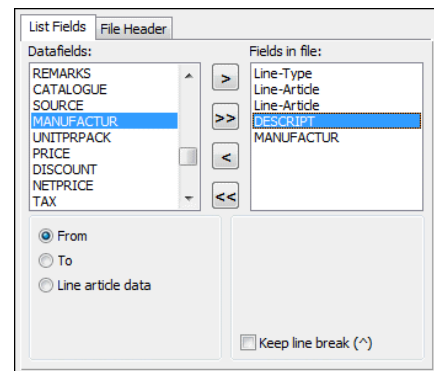 List Fields File Header
Datafields:
REMARKS
CATALOGUE
SOURCE
MANUFACTUR
UNITPRPACK
PRICE
DISCOUNT
NETPRICE
TAX
>
>>
<
<<
Fields in file:
Line-Type
Line-Article
Line-Article
DESCRIPT
MANUFACTUR
From
To
Line article data
Keep line break (^)